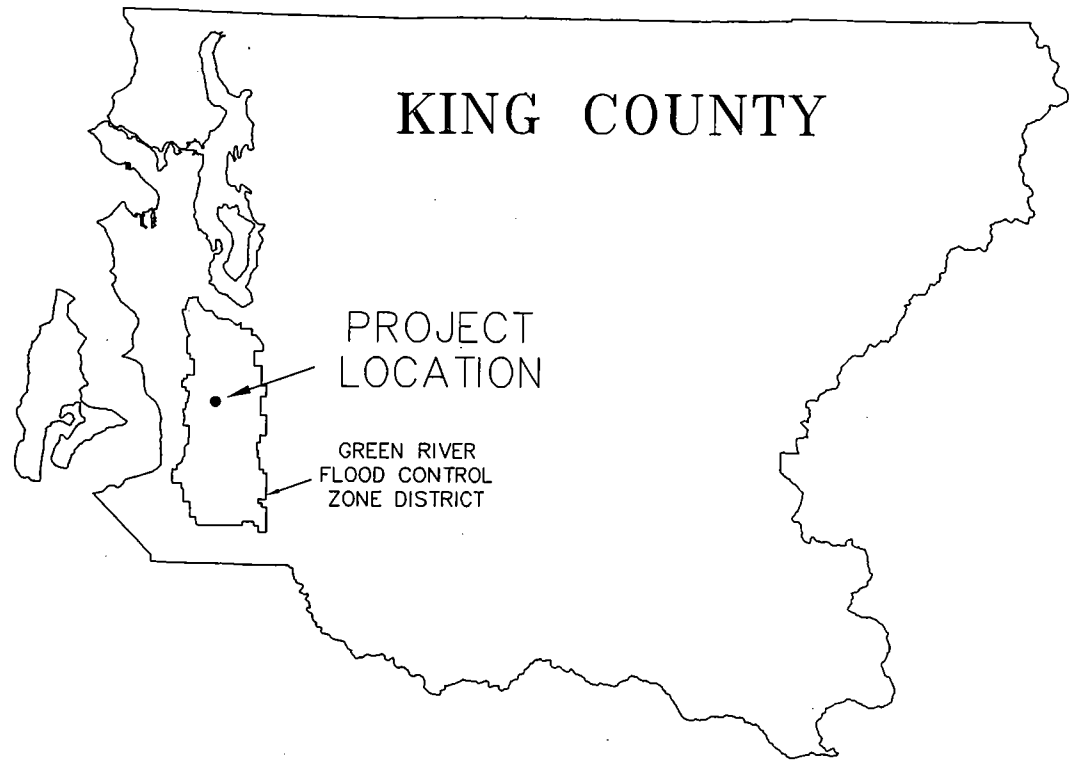 KING COUNTY
PROJECT
LOCATION
GREEN RIVER
FLOOD CONTROL
ZONE DISTRICT